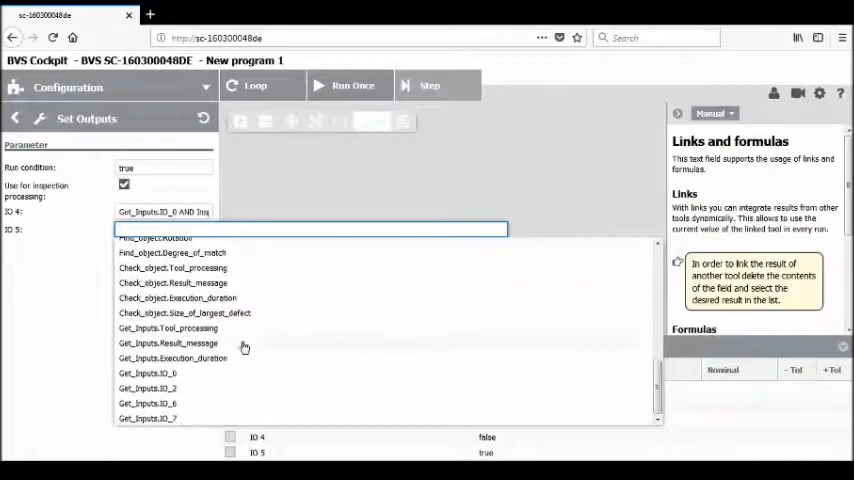 sc-160300048de
http://sc-160300048de
Search
BVS Cockpit - BVS SC-160300048DE - New program 1
Configuration
Loop
Run Once
Step
Set Outputs
Manual
Parameter
Run condition:
true
Use for inspection
processing:
IO 4:
Get_Inputs.IO_0 AND Insp
IO 5:
Find_object.Rotation
Find_object.Degree_of_match
Check_object.Tool_processing
Check_object.Result_message
Check_object.Execution_duration
Check_object.Size_of_largest_defect
Get_Inputs.Tool_processing
Get_Inputs.Result_message
Get_Inputs.Execution_duration
Get_Inputs.IO_0
Get_Inputs.IO_2
Get_Inputs.IO_6
Get_Inputs.IO_7
IO 4 false
IO 5 true
Links and formulas
This text field supports the usage of links and
formulas.
Links
With links you can integrate results from other
tools dynamically. This allows to use the
current value of the linked tool in every run.
In order to link the result of
another tool delete the contents
of the field and select the
desired result in the list.
Formulas
Nominal - Tol +Tol